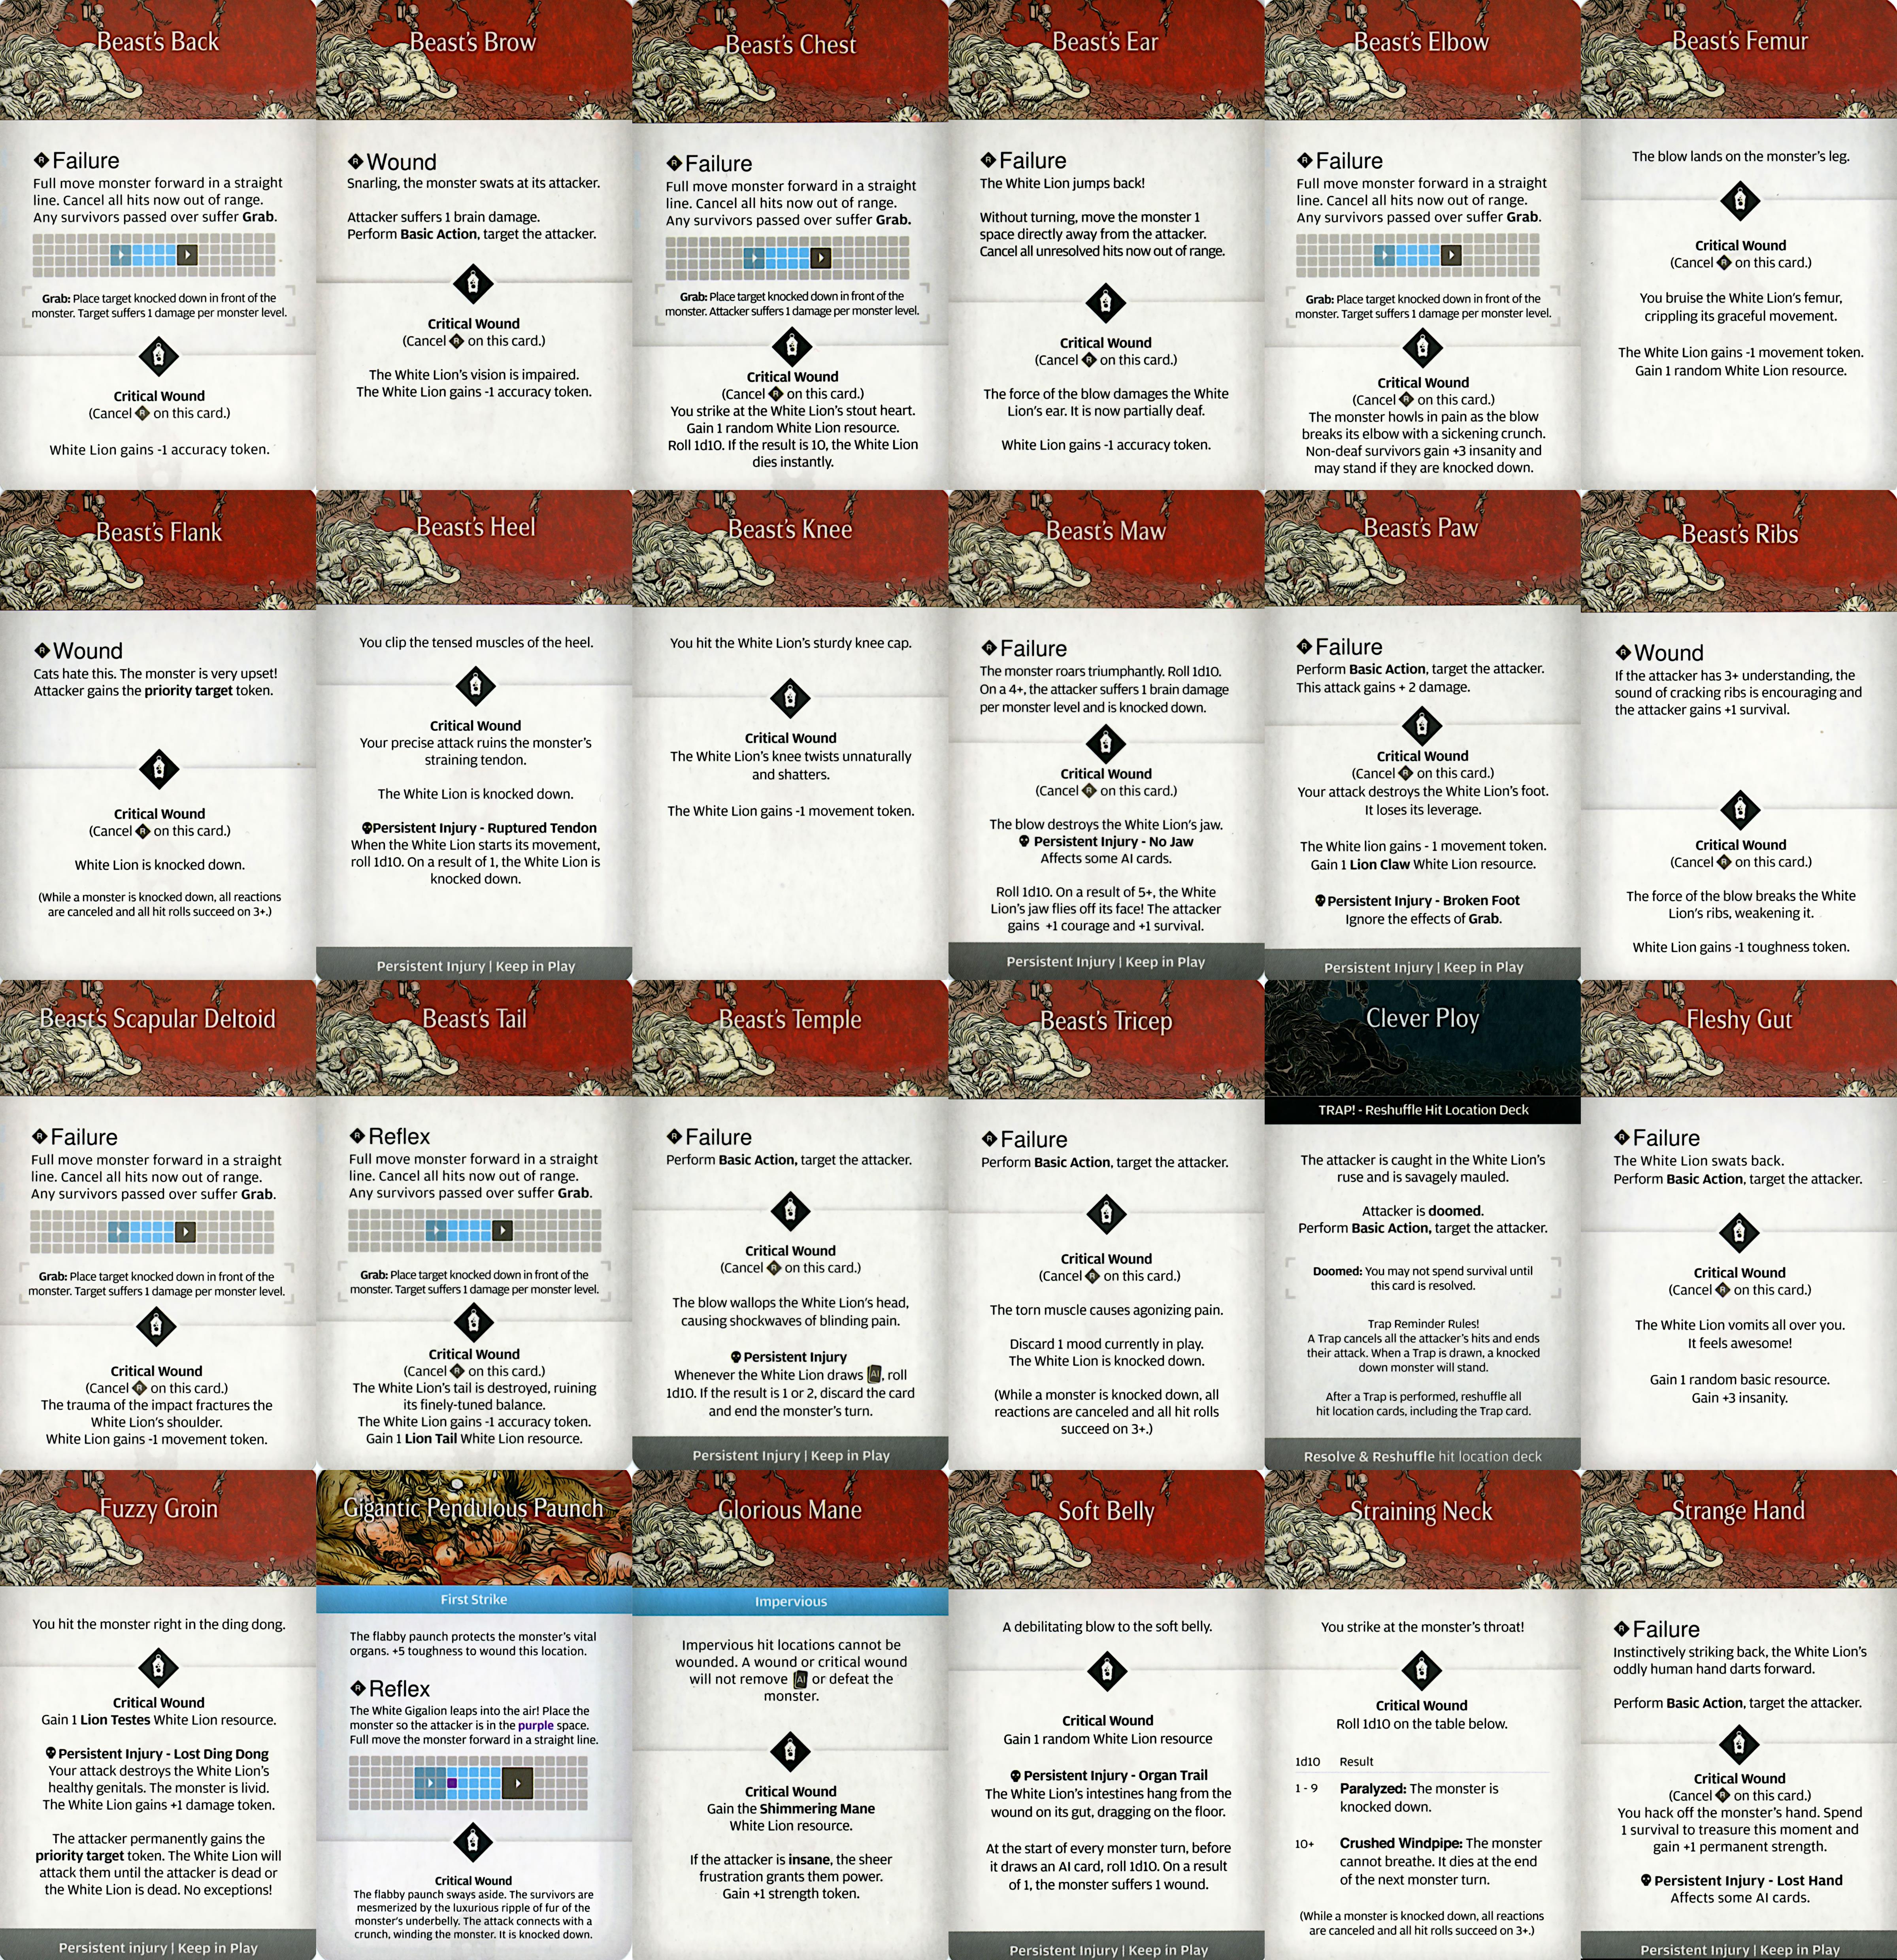 Beast's Back
R Failure
Full move monster forward in a straight
line. Cancel all hits now out of range.
Any survivors passed over suffer Grab.
Grab: Place target knocked down in front of the
monster. Target suffers 1 damage per monster level.
Critical Wound
(Cancel R on this card.)
White Lion gains -1 accuracy token.
Beast's Brow
R Wound
Snarling, the monster swats at its attacker.
Attacker suffers 1 brain damage.
Perform Basic Action, target the attacker.
Critical Wound
(Cancel R on this card.)
The White Lion's vision is impaired.
The White Lion gains -1 accuracy token.
Beast's Chest
R Failure
Full move monster forward in a straight
line. Cancel all hits now out of range.
Any survivors passed over suffer Grab.
Grab: Place target knocked down in front of the
monster. Attacker suffers 1 damage per monster level.
Critical Wound
(Cancel R on this card.)
You strike at the White Lion's stout heart.
Gain 1 random White Lion resource.
Roll 1d10. If the result is 10, the White Lion
dies instantly.
Beast's Ear
R Failure
The White Lion jumps back!
Without turning, move the monster 1
space directly away from the attacker.
Cancel all unresolved hits now out of range.
Critical Wound
(Cancel R on this card.)
The force of the blow damages the White
Lion's ear. It is now partially deaf.
White Lion gains -1 accuracy token.
Beast's Elbow
R Failure
Full move monster forward in a straight
line. Cancel all hits now out of range.
Any survivors passed over suffer Grab.
Grab: Place target knocked down in front of the
monster. Target suffers 1 damage per monster level.
Critical Wound
(Cancel R on this card.)
The monster howls in pain as the blow
breaks its elbow with a sickening crunch.
Non-deaf survivors gain +3 insanity and
may stand if they are knocked down.
Beast's Femur
The blow lands on the monster's leg.
Critical Wound
(Cancel R on this card.)
You bruise the White Lion's femur,
crippling its graceful movement.
The White Lion gains -1 movement token.
Gain 1 random White Lion resource.
Beast's Flank
R Wound
Cats hate this. The monster is very upset!
Attacker gains the priority target token.
Critical Wound
(Cancel R on this card.)
White Lion is knocked down.
(While a monster is knocked down, all reactions
are canceled and all hit rolls succeed on 3+.)
Beast's Heel
You clip the tensed muscles of the heel.
Critical Wound
Your precise attack ruins the monster's
straining tendon.
The White Lion is knocked down.
Persistent Injury - Ruptured Tendon
When the White Lion starts its movement,
roll 1d10. On a result of 1, the White Lion is
knocked down.
Persistent Injury | Keep in Play
Beast's Knee
You hit the White Lion's sturdy knee cap.
Critical Wound
The White Lion's knee twists unnaturally
and shatters.
The White Lion gains -1 movement token.
Beast's Maw
R Failure
The monster roars triumphantly. Roll 1d10.
On a 4+, the attacker suffers 1 brain damage
per monster level and is knocked down.
Critical Wound
(Cancel R on this card.)
The blow destroys the White Lion's jaw.
Persistent Injury - No Jaw
Affects some AI cards.
Roll 1d10. On a result of 5+, the White
Lion's jaw flies off its face! The attacker
gains +1 courage and +1 survival.
Persistent Injury | Keep in Play
Beast's Paw
R Failure
Perform Basic Action, target the attacker.
This attack gains + 2 damage.
Critical Wound
(Cancel R on this card.)
Your attack destroys the White Lion's foot.
It loses its leverage.
The White lion gains - 1 movement token.
Gain 1 Lion Claw White Lion resource.
Persistent Injury - Broken Foot
Ignore the effects of Grab.
Persistent Injury | Keep in Play
Beast's Ribs
R Wound
If the attacker has 3+ understanding, the
sound of cracking ribs is encouraging and
the attacker gains +1 survival.
Critical Wound
(Cancel R on this card.)
The force of the blow breaks the White
Lion's ribs, weakening it.
White Lion gains -1 toughness token.
Beast's Scapular Deltoid
R Failure
Full move monster forward in a straight
line. Cancel all hits now out of range.
Any survivors passed over suffer Grab.
Grab: Place target knocked down in front of the
monster. Target suffers 1 damage per monster level.
Critical Wound
(Cancel R on this card.)
The trauma of the impact fractures the
White Lion's shoulder.
White Lion gains -1 movement token.
Beast's Tail
R Reflex
Full move monster forward in a straight
line. Cancel all hits now out of range.
Any survivors passed over suffer Grab.
Grab: Place target knocked down in front of the
monster. Target suffers 1 damage per monster level.
Critical Wound
(Cancel R on this card.)
The White Lion's tail is destroyed, ruining
its finely-tuned balance.
The White Lion gains -1 accuracy token.
Gain 1 Lion Tail White Lion resource.
Beast's Temple
R Failure
Perform Basic Action, target the attacker.
Critical Wound
(Cancel R on this card.)
The blow wallops the White Lion's head,
causing shockwaves of blinding pain.
Persistent Injury
Whenever the White Lion draws AI, roll
1d10. If the result is 1 or 2, discard the card
and end the monster's turn.
Persistent Injury | Keep in Play
Beast's Tricep
R Failure
Perform Basic Action, target the attacker.
Critical Wound
(Cancel R on this card.)
The torn muscle causes agonizing pain.
Discard 1 mood currently in play.
The White Lion is knocked down.
(While a monster is knocked down, all
reactions are canceled and all hit rolls
succeed on 3+.)
Clever Ploy
TRAP! - Reshuffle Hit Location Deck
The attacker is caught in the White Lion's
ruse and is savagely mauled.
Attacker is doomed.
Perform Basic Action, target the attacker.
Doomed: You may not spend survival until
this card is resolved.
Trap Reminder Rules!
A Trap cancels all the attacker's hits and ends
their attack. When a Trap is drawn, a knocked
down monster will stand.
After a Trap is performed, reshuffle all
hit location cards, including the Trap card.
Resolve & Reshuffle hit location deck
Fleshy Gut
R Failure
The White Lion swats back.
Perform Basic Action, target the attacker.
Critical Wound
(Cancel R on this card.)
The White Lion vomits all over you.
It feels awesome!
Gain 1 random basic resource.
Gain +3 insanity.
Fuzzy Groin
You hit the monster right in the ding dong.
Critical Wound
Gain 1 Lion Testes White Lion resource.
Persistent Injury - Lost Ding Dong
Your attack destroys the White Lion's
healthy genitals. The monster is livid.
The White Lion gains +1 damage token.
The attacker permanently gains the
priority target token. The White Lion will
attack them until the attacker is dead or
the White Lion is dead. No exceptions!
Persistent injury | Keep in Play
Gigantic Pendulous Paunch
First Strike
The flabby paunch protects the monster's vital
organs. +5 toughness to wound this location.
R Reflex
The White Gigalion leaps into the air! Place the
monster so the attacker is in the purple space.
Full move the monster forward in a straight line.
Critical Wound
The flabby paunch sways aside. The survivors are
mesmerized by the luxurious ripple of fur of the
monster's underbelly. The attack connects with a
crunch, winding the monster. It is knocked down.
Glorious Mane
Impervious
Impervious hit locations cannot be
wounded. A wound or critical wound
will not remove AI or defeat the
monster.
Critical Wound
Gain the Shimmering Mane
White Lion resource.
If the attacker is insane, the sheer
frustration grants them power.
Gain +1 strength token.
Soft Belly
A debilitating blow to the soft belly.
Critical Wound
Gain 1 random White Lion resource
Persistent Injury - Organ Trail
The White Lion's intestines hang from the
wound on its gut, dragging on the floor.
At the start of every monster turn, before
it draws an AI card, roll 1d10. On a result
of 1, the monster suffers 1 wound.
Persistent Injury | Keep in Play
Straining Neck
You strike at the monster's throat!
Critical Wound
Roll 1d10 on the table below.
1d10 Result
1 - 9 Paralyzed: The monster is
knocked down.
10+ Crushed Windpipe: The monster
cannot breathe. It dies at the end
of the next monster turn.
(While a monster is knocked down, all reactions
are canceled and all hit rolls succeed on 3+.)
Strange Hand
R Failure
Instinctively striking back, the White Lion's
oddly human hand darts forward.
Perform Basic Action, target the attacker.
Critical Wound
(Cancel R on this card.)
You hack off the monster's hand. Spend
1 survival to treasure this moment and
gain +1 permanent strength.
Persistent Injury - Lost Hand
Affects some AI cards.
Persistent Injury | Keep in Play